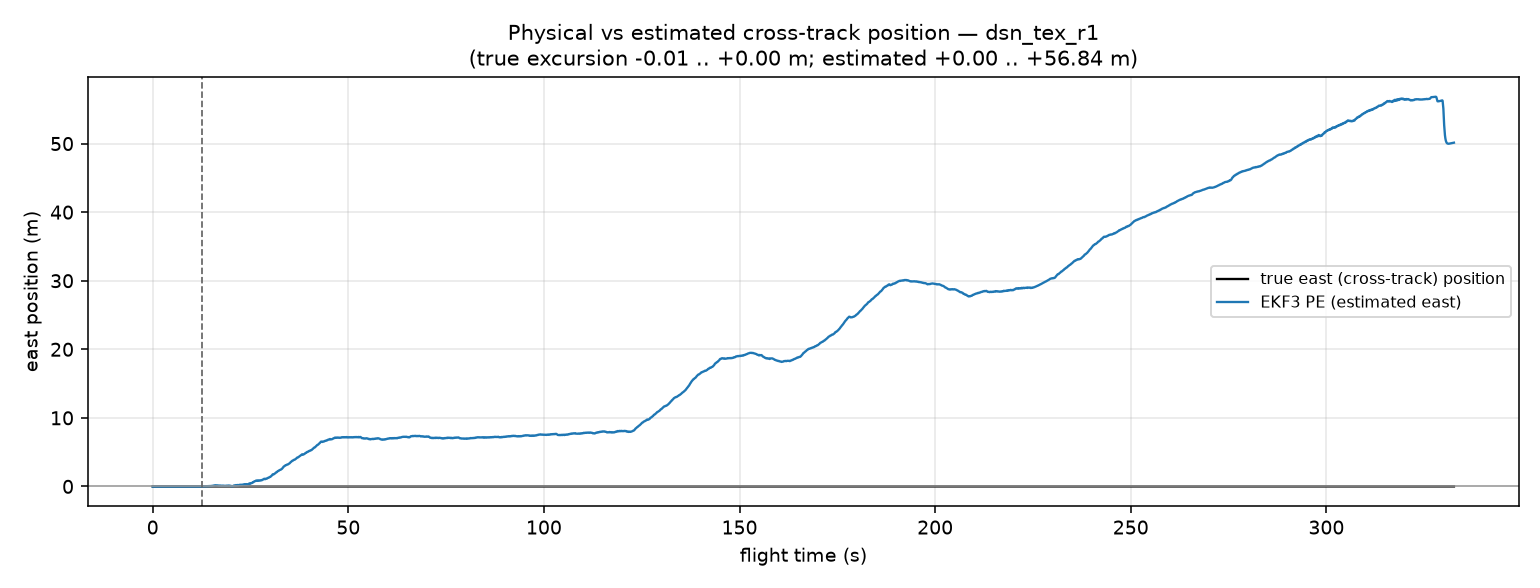 Physical vs estimated cross-track position — dsn_tex_r1
(true excursion -0.01 .. +0.00 m; estimated +0.00 .. +56.84 m)
east position (m)
50
40
30
20
10
0
true east (cross-track) position
EKF3 PE (estimated east)
0
50
100
150
200
250
300
flight time (s)